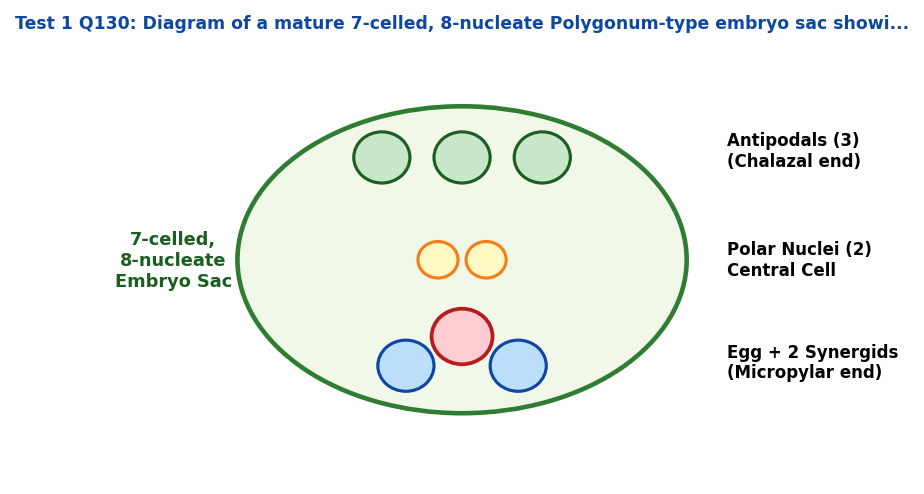 Test 1 Q130: Diagram of a mature 7-celled, 8-nucleate Polygonum-type embryo sac showi...
Antipodals (3)
(Chalazal end)
7-celled,
8-nucleate
Embryo Sac
Polar Nuclei (2)
Central Cell
Egg + 2 Synergids
(Micropylar end)